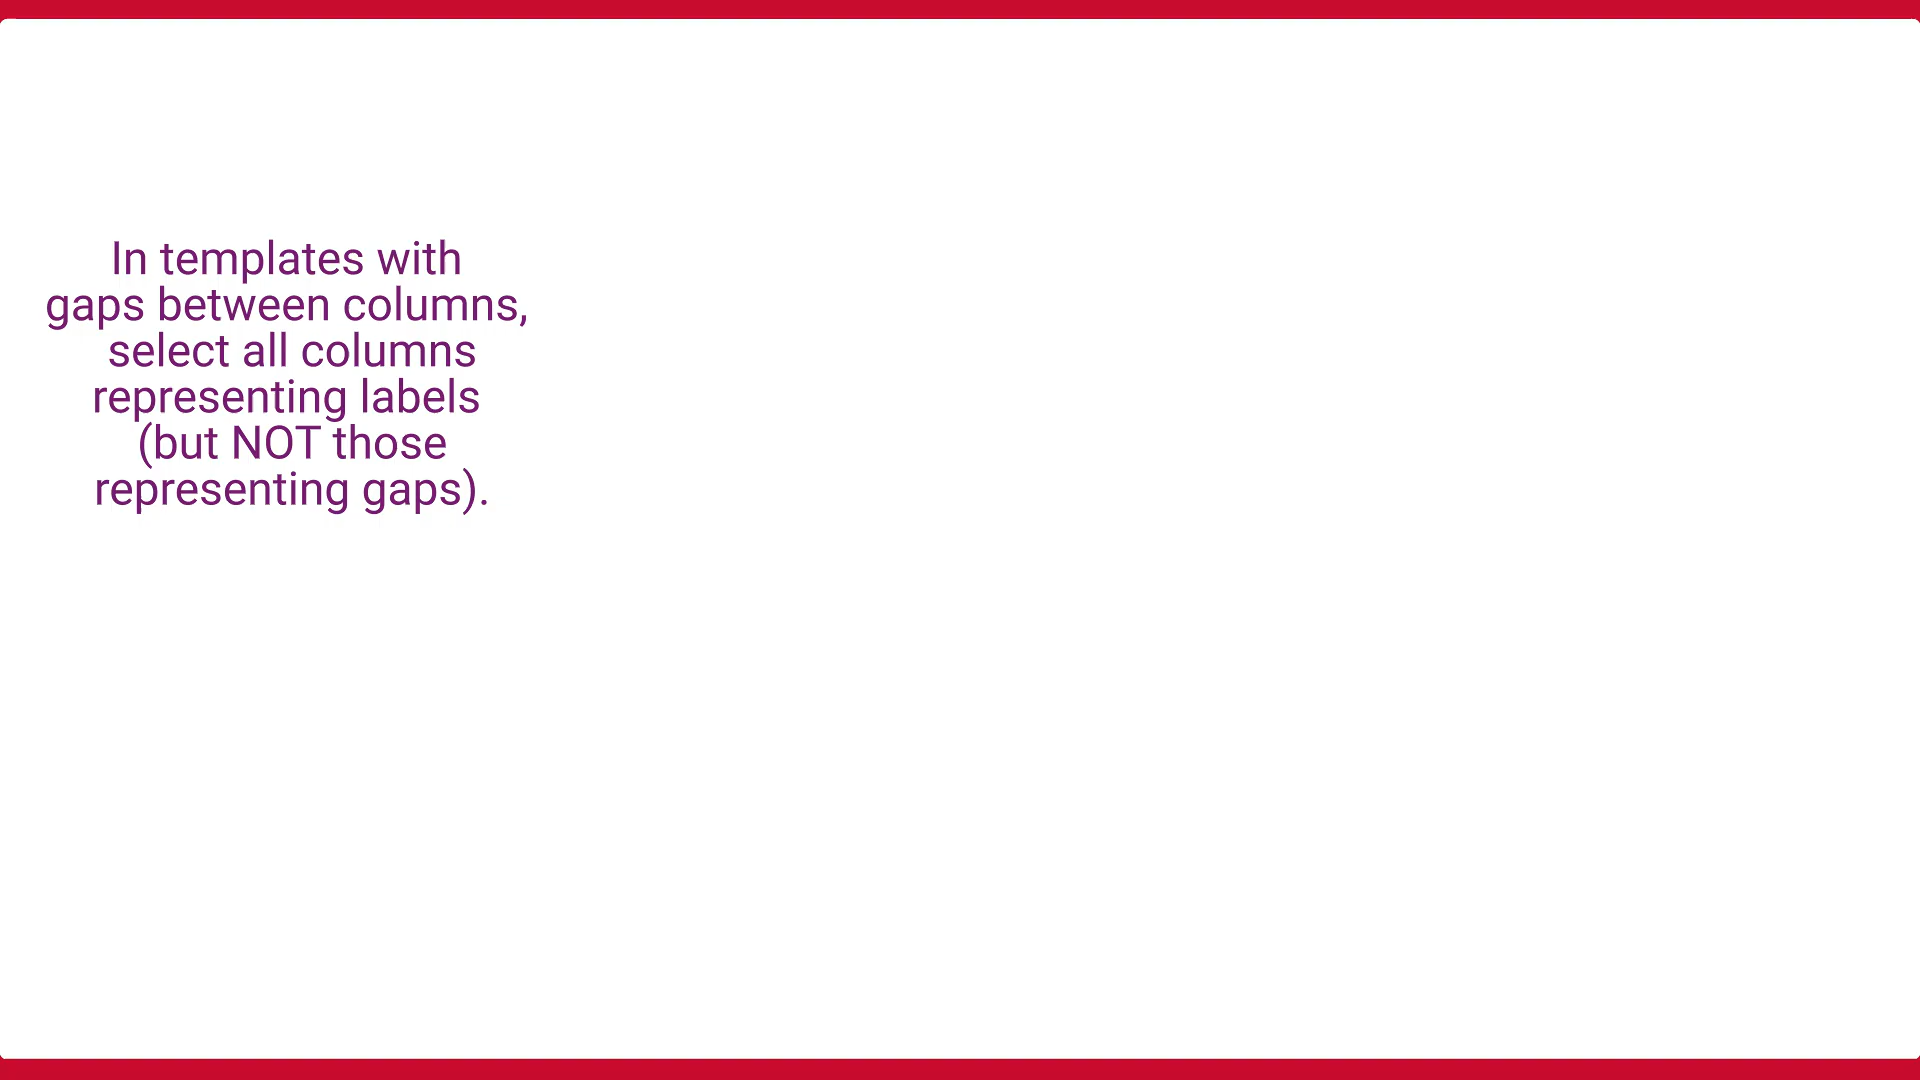 In templates with
gaps between columns,
select all columns
representing labels
(but NOT those
representing gaps).